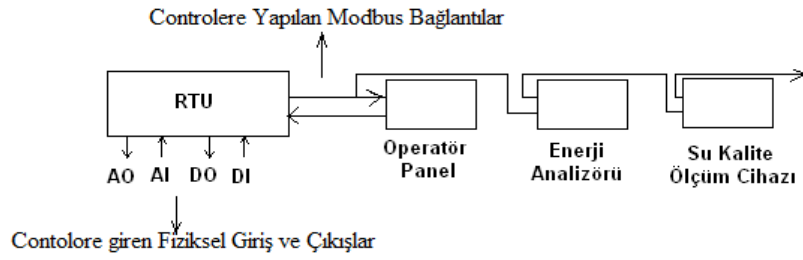 Controlere Yapılan Modbus Bağlantılar
RTU
AO AI DO DI
Operatör
Panel
Enerji
Analizörü
Su Kalite
Ölçüm Cihazı
Contolore giren Fiziksel Giriş ve Çıkışlar